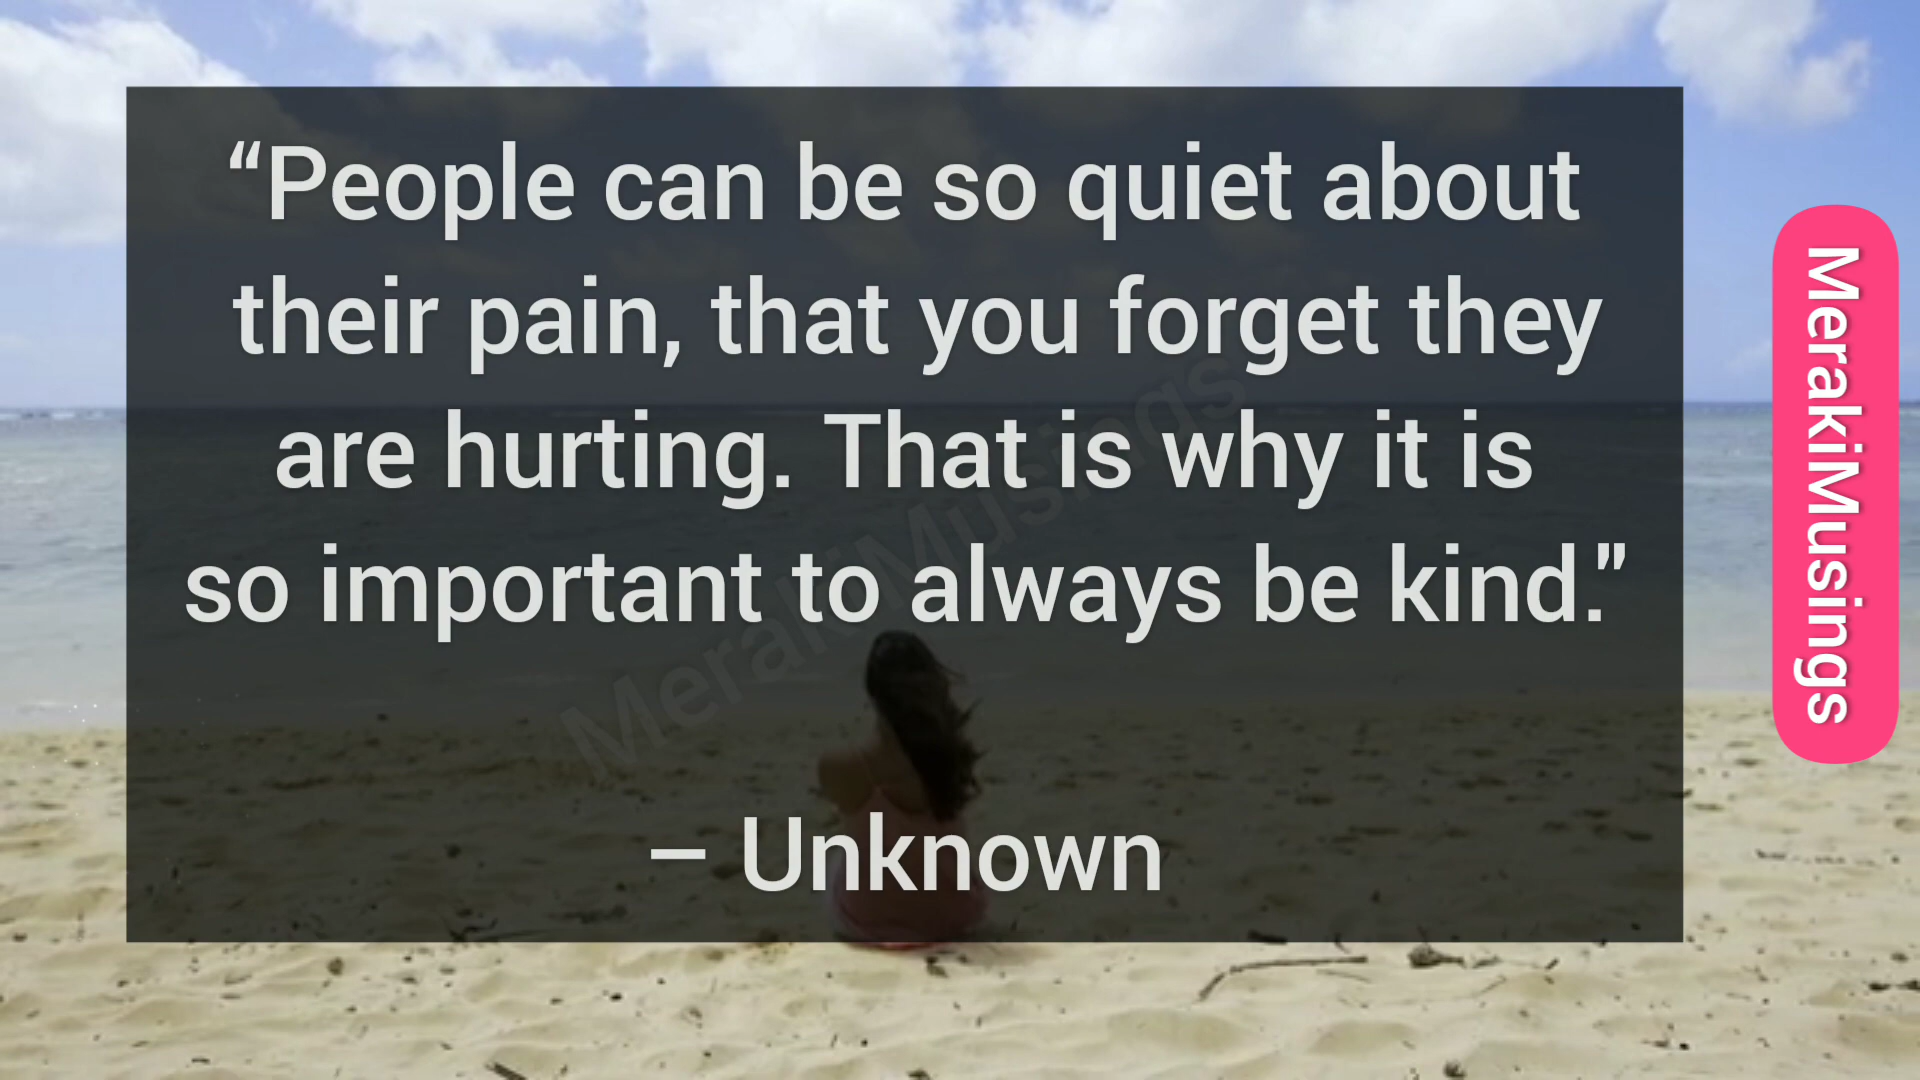 “People can be so quiet about
their pain, that you forget they
are hurting. That is why it is
so important to always be kind.”
– Unknown
MerakiMusings
MerakiMusings